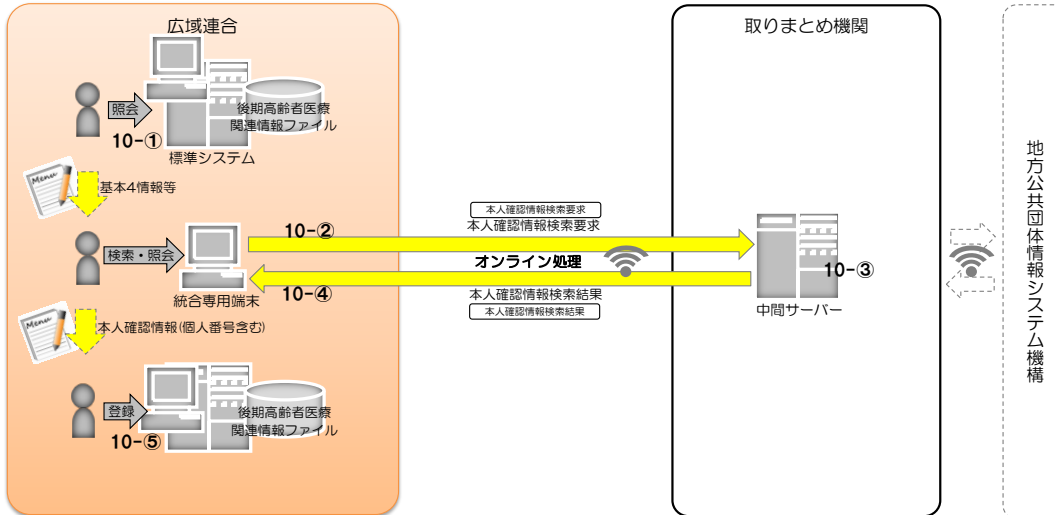 広域連合
取りまとめ機関
照会
10-①
後期高齢者医療
関連情報ファイル
標準システム
Menu
基本4情報等
検索・照会
統合専用端末
10-②
本人確認情報検索要求
本人確認情報検索要求
オンライン処理
10-④
本人確認情報検索結果
本人確認情報検索結果
10-③
中間サーバー
地方公共団体情報システム機構
Menu
本人確認情報(個人番号含む)
登録
10-⑤
後期高齢者医療
関連情報ファイル